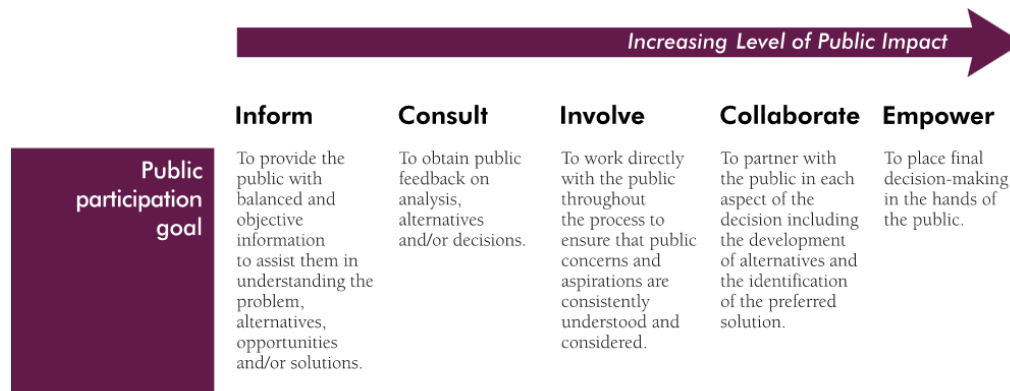 Increasing Level of Public Impact
Inform
Consult
Involve
Collaborate
Empower
Public
participation
goal
To provide the
public with
balanced and
objective
information
to assist them in
understanding the
problem,
alternatives,
opportunities
and/or solutions.
To obtain public
feedback on
analysis,
alternatives
and/or decisions.
To work directly
with the public
throughout
the process to
ensure that public
concerns and
aspirations are
consistently
understood and
considered.
To partner with
the public in each
aspect of the
decision including
the development
of alternatives and
the identification
of the preferred
solution.
To place final
decision-making
in the hands of
the public.